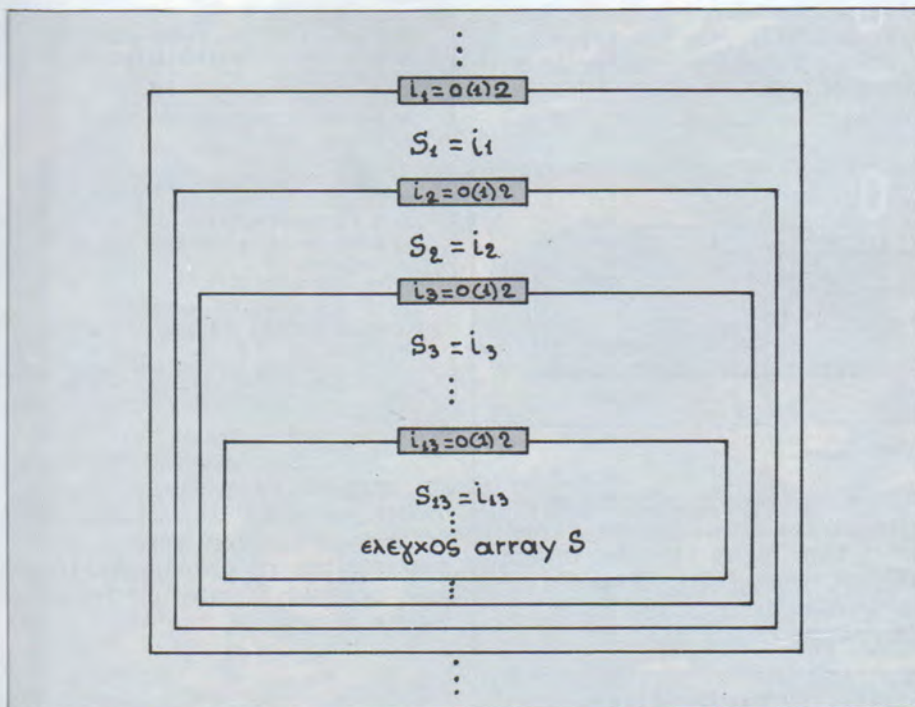 i₁=0(1)2
S₁ = i₁
i₂=0(1)2
S₂ = i₂
i₃=0(1)2
S₃ = i₃
i₁₃=0(1)2
S₁₃ = i₁₃
ελεγχος array S